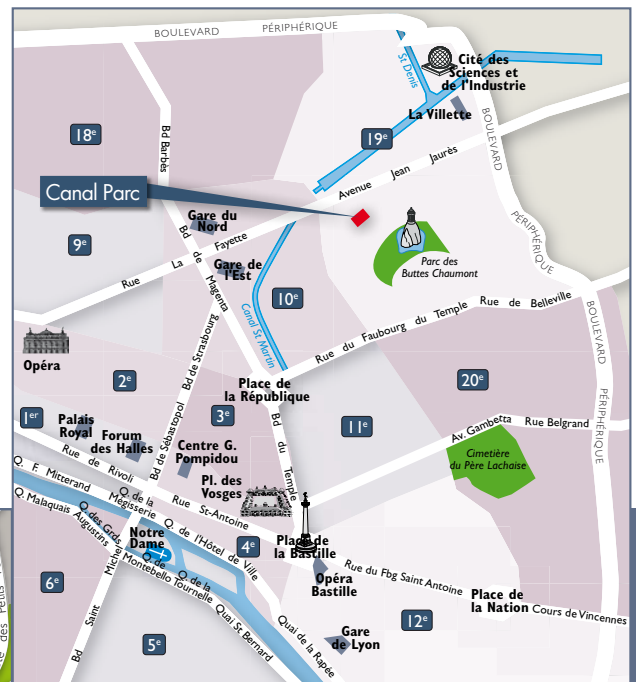 BOULEVARD PÉRIPHÉRIQUE
St Denis
Cité des
Sciences et
de l'Industrie
La Villette
BOULEVARD
PÉRIPHÉRIQUE
18e
Bd Barbès
19e
Avenue Jean Jaurès
Canal Parc
Gare du
Nord
9e
Bd de Magenta
Rue La Fayette
Gare de
l'Est
Parc des
Buttes Chaumont
10e
Canal St Martin
Rue du Faubourg du Temple
Rue de Belleville
BOULEVARD PÉRIPHÉRIQUE
Opéra
Bd de Strasbourg
2e
Place de
la République
20e
1er
Palais
Royal
Forum
des Halles
3e
Bd de Sébastopol
Centre G.
Pompidou
Bd du Temple
11e
Av. Gambetta
Rue Belgrand
Cimetière
du Père Lachaise
Rue de Rivoli
Pl. des
Vosges
Q. F. Mitterrand
Q. de la
Mégisserie
Rue St-Antoine
Q. Malaquais
Q. des Grds
Augustins
Q. de l'Hôtel de Ville
Notre
Dame
4e
Place de
la Bastille
Opéra
Bastille
Rue du Fbg Saint Antoine
Place de
la Nation
Cours de Vincennes
6e
Bd Saint Michel
Q. de
Montebello
Q. de la
Tournelle
Quai St Bernard
Quai de la Rapée
5e
Gare
de Lyon
12e
des